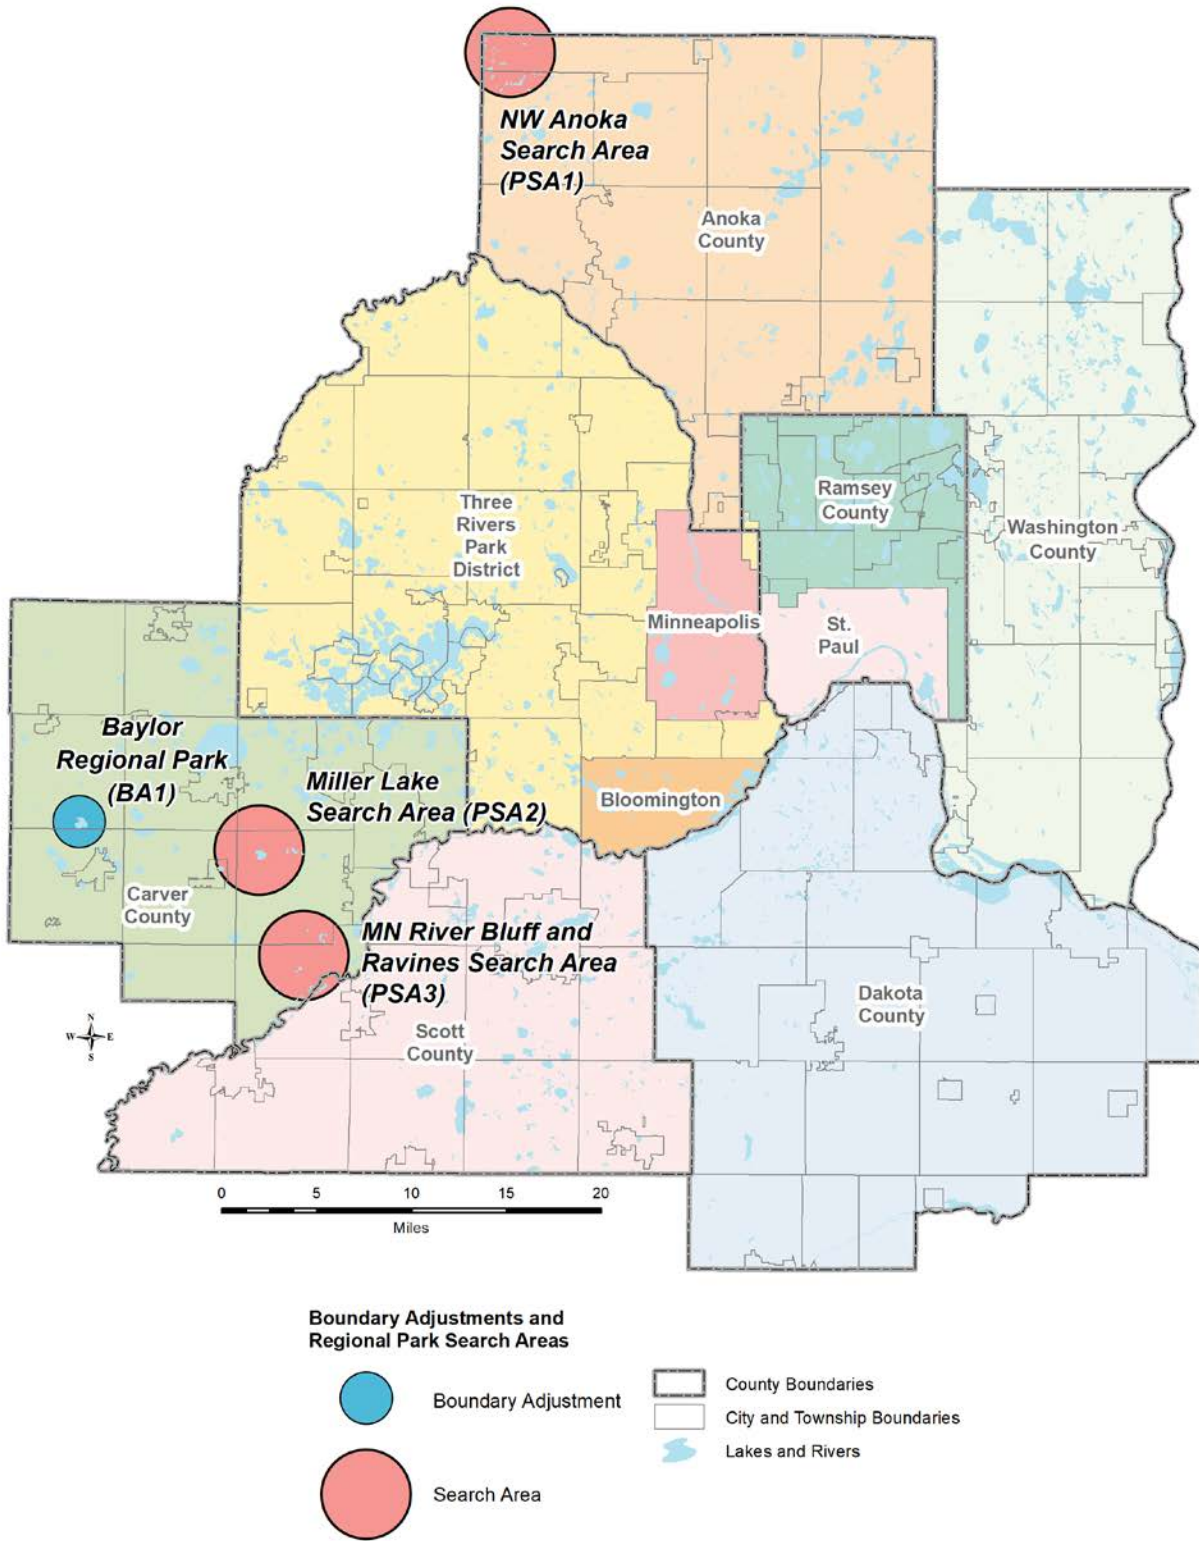 NW Anoka
Search Area
(PSA1)
Anoka
County
Three
Rivers
Park
District
Ramsey
County
Washington
County
Minneapolis
St.
Paul
Baylor
Regional Park
(BA1)
Miller Lake
Search Area (PSA2)
Bloomington
Carver
County
MN River Bluff and
Ravines Search Area
(PSA3)
Scott
County
Dakota
County
N
W E
S
0 5 10 15 20
Miles
Boundary Adjustments and
Regional Park Search Areas
Boundary Adjustment
Search Area
County Boundaries
City and Township Boundaries
Lakes and Rivers